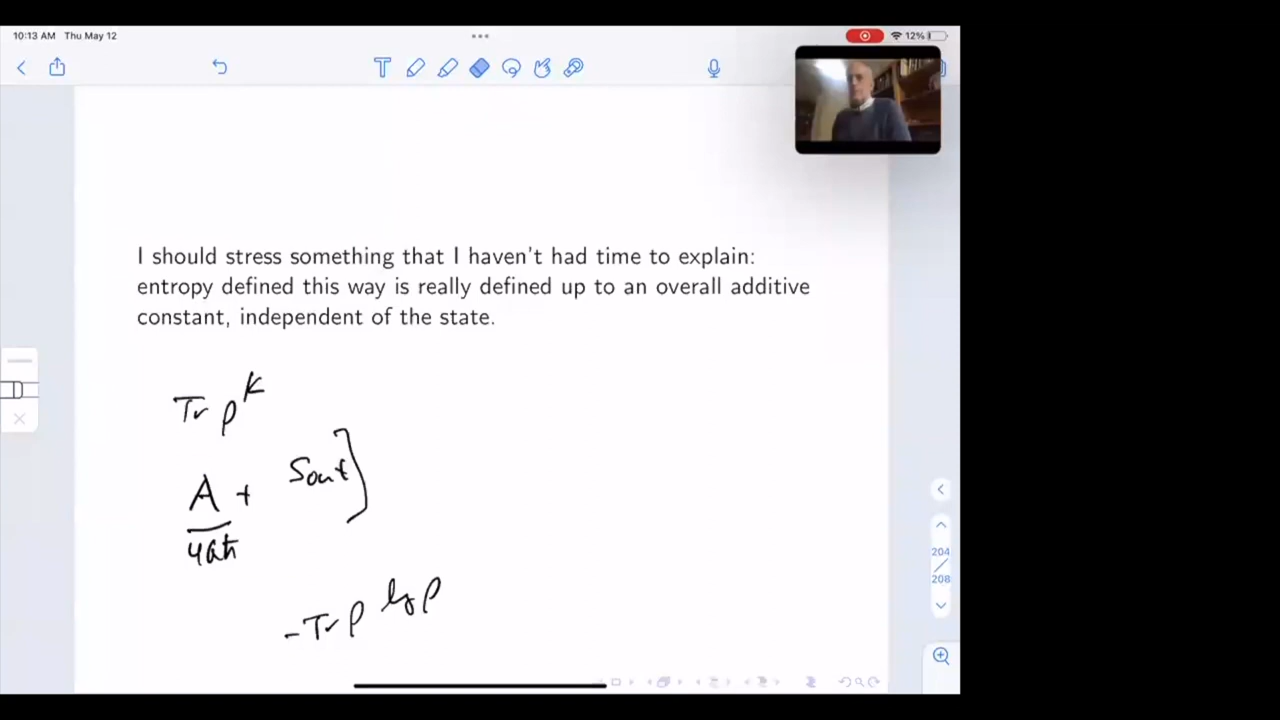 10:13 AM Thu May 12
12%
I should stress something that I haven't had time to explain:
entropy defined this way is really defined up to an overall additive
constant, independent of the state.
Tr ρ^k
A/4Għ + Sout]
-Tr ρ log ρ
204
/
208